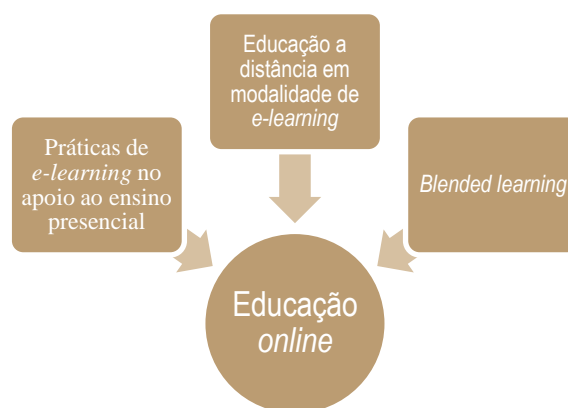 Educação a
distância em
modalidade de
e-learning
Práticas de
e-learning no
apoio ao ensino
presencial
Blended learning
Educação
online